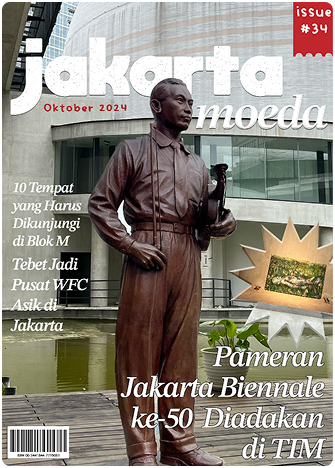 issue
#34
jakarta
Oktober 2024
moeda
10 Tempat
yang Harus
Dikunjungi
di Blok M
Tebet Jadi
Pusat WFC
Asik di
Jakarta
Pameran
Jakarta Biennale
ke-50 Diadakan
di TIM